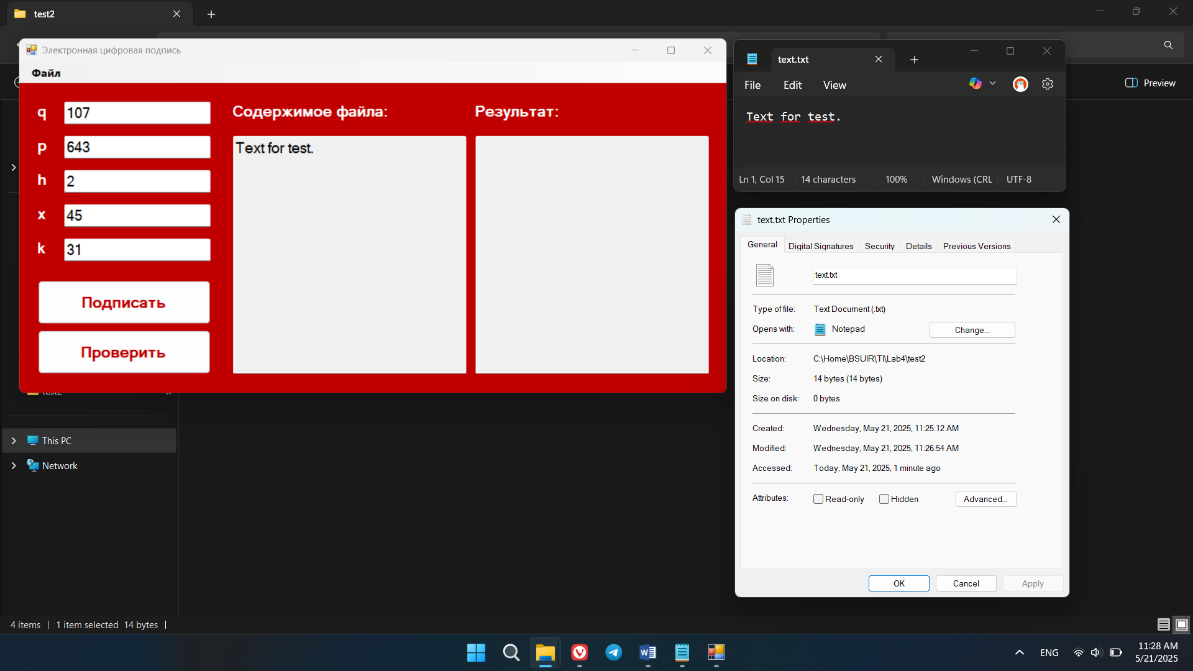 test2
Электронная цифровая подпись
Файл
q 107
p 643
h 2
x 45
k 31
Подписать
Проверить
Содержимое файла:
Text for test.
Результат:
text.txt
File Edit View
Text for test.
Ln 1, Col 15 14 characters 100% Windows (CRL UTF-8
Preview
text.txt Properties
General Digital Signatures Security Details Previous Versions
text.txt
Type of file: Text Document (.txt)
Opens with: Notepad Change...
Location: C:\Home\BSUIR\TI\Lab4\test2
Size: 14 bytes (14 bytes)
Size on disk: 0 bytes
Created: Wednesday, May 21, 2025, 11:25:12 AM
Modified: Wednesday, May 21, 2025, 11:26:54 AM
Accessed: Today, May 21, 2025, 1 minute ago
Attributes: Read-only Hidden Advanced...
OK Cancel Apply
This PC
Network
4 items 1 item selected 14 bytes
ENG
11:28 AM
5/21/2025